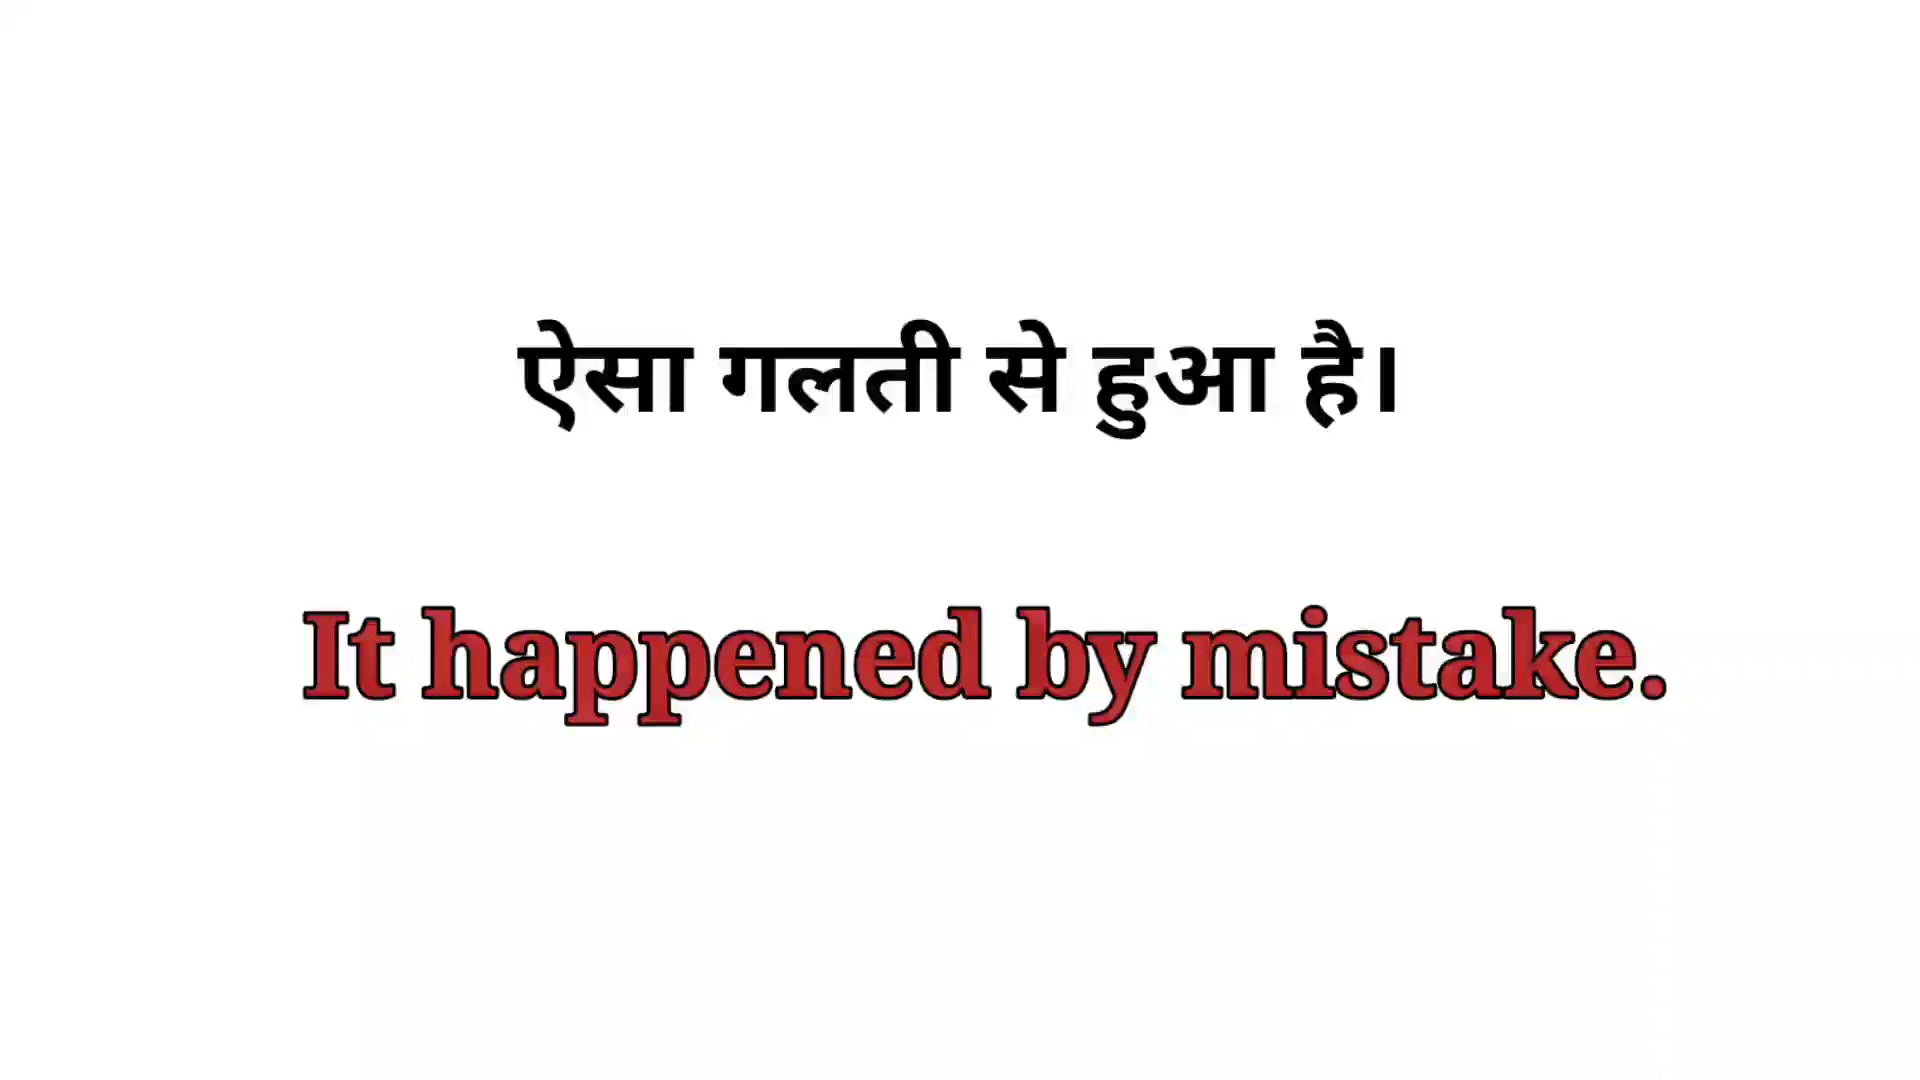 ऐसा गलती से हुआ है।
It happened by mistake.